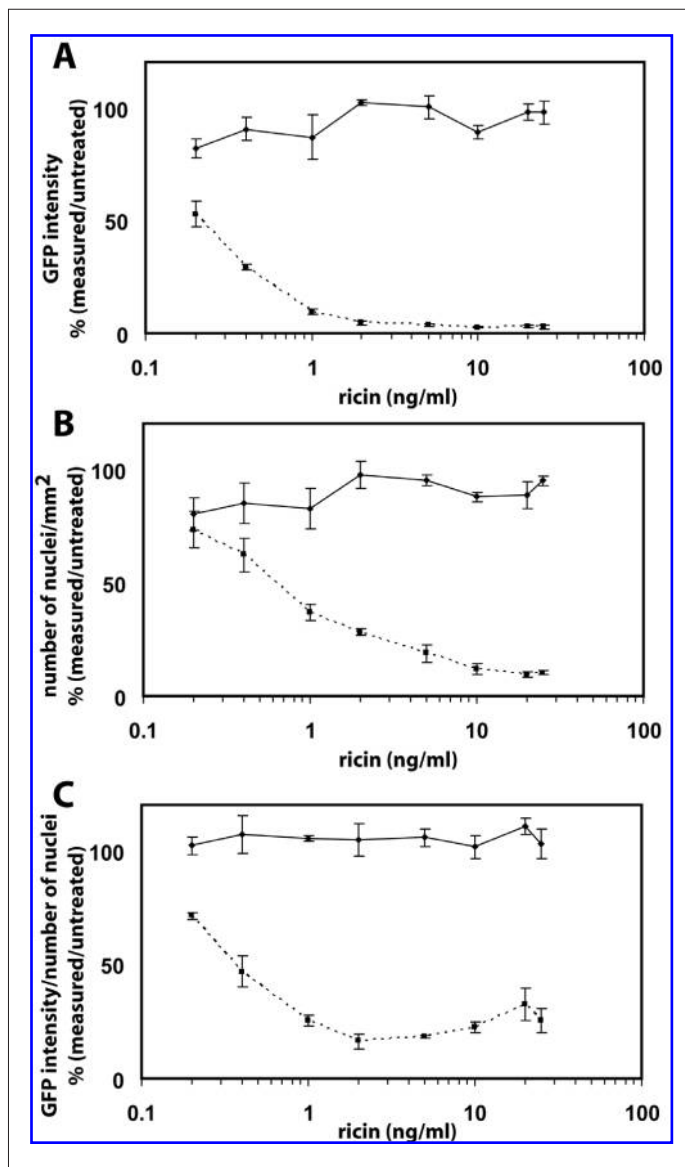 A
GFP intensity
% (measured/untreated)
100
50
0
0.1 1 10 100
ricin (ng/ml)
B
number of nuclei/mm²
% (measured/untreated)
100
50
0
0.1 1 10 100
ricin (ng/ml)
C
GFP intensity/number of nuclei
% (measured/untreated)
100
50
0
0.1 1 10 100
ricin (ng/ml)